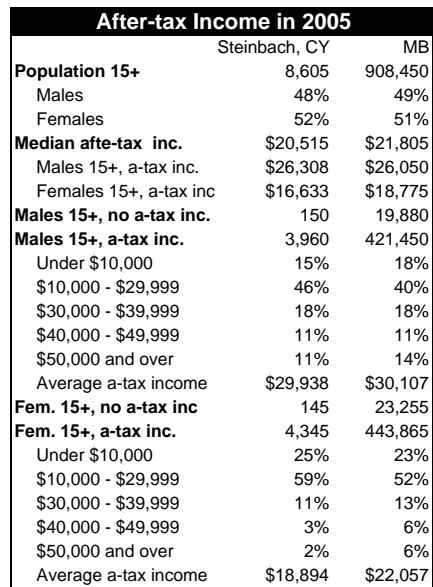 After-tax Income in 2005
Steinbach, CY MB
Population 15+ 8,605 908,450
Males 48% 49%
Females 52% 51%
Median afte-tax inc. $20,515 $21,805
Males 15+, a-tax inc. $26,308 $26,050
Females 15+, a-tax inc $16,633 $18,775
Males 15+, no a-tax inc. 150 19,880
Males 15+, a-tax inc. 3,960 421,450
Under $10,000 15% 18%
$10,000 - $29,999 46% 40%
$30,000 - $39,999 18% 18%
$40,000 - $49,999 11% 11%
$50,000 and over 11% 14%
Average a-tax income $29,938 $30,107
Fem. 15+, no a-tax inc 145 23,255
Fem. 15+, a-tax inc. 4,345 443,865
Under $10,000 25% 23%
$10,000 - $29,999 59% 52%
$30,000 - $39,999 11% 13%
$40,000 - $49,999 3% 6%
$50,000 and over 2% 6%
Average a-tax income $18,894 $22,057